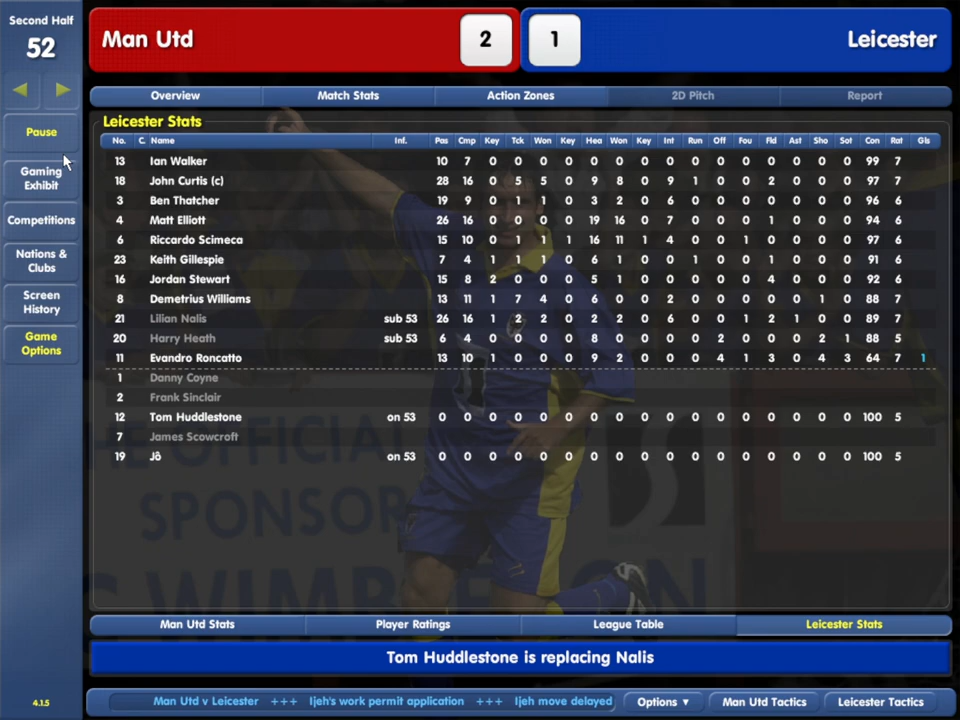 Second Half
52
Man Utd 2 1 Leicester
Overview Match Stats Action Zones 2D Pitch Report
Pause
Gaming Exhibit
Competitions
Nations & Clubs
Screen History
Game Options
4.1.5
Leicester Stats
No. C. Name Inf. Pas Cmp Key Tck Won Key Hea Won Key Int Run Off Fou Fld Ast Sho Sot Con Rat Gls
13 Ian Walker 10 7 0 0 0 0 0 0 0 0 0 0 0 0 0 0 0 99 7
18 John Curtis (c) 28 16 0 5 5 0 9 8 0 9 1 0 0 2 0 0 0 97 7
3 Ben Thatcher 19 9 0 1 1 0 3 2 0 6 0 0 0 0 0 0 0 96 6
4 Matt Elliott 26 16 0 0 0 0 19 16 0 7 0 0 0 1 0 0 0 94 6
6 Riccardo Scimeca 15 10 0 1 1 1 16 11 1 4 0 0 1 0 0 0 0 97 6
23 Keith Gillespie 7 4 1 1 1 0 6 1 0 0 1 0 0 1 0 0 0 91 6
16 Jordan Stewart 15 8 2 0 0 0 5 1 0 0 0 0 0 4 0 0 0 92 6
8 Demetrius Williams 13 11 1 7 4 0 6 0 0 2 0 0 0 0 0 1 0 88 7
21 Lilian Nalis sub 53 26 16 1 2 2 0 2 2 0 6 0 0 1 2 1 0 0 89 7
20 Harry Heath sub 53 6 4 0 0 0 0 8 0 0 0 0 2 0 0 0 2 1 88 5
11 Evandro Roncatto 13 10 1 0 0 0 9 2 0 0 0 4 1 3 0 4 3 64 7 1
1 Danny Coyne
2 Frank Sinclair
12 Tom Huddlestone on 53 0 0 0 0 0 0 0 0 0 0 0 0 0 0 0 0 0 100 5
7 James Scowcroft
19 Jô on 53 0 0 0 0 0 0 0 0 0 0 0 0 0 0 0 0 0 100 5
THE OFFICIAL
SPONSOR
WIMBLEDON
Man Utd Stats Player Ratings League Table Leicester Stats
Tom Huddlestone is replacing Nalis
Man Utd v Leicester +++ Ijeh's work permit application +++ Ijeh move delayed Options ▼ Man Utd Tactics Leicester Tactics